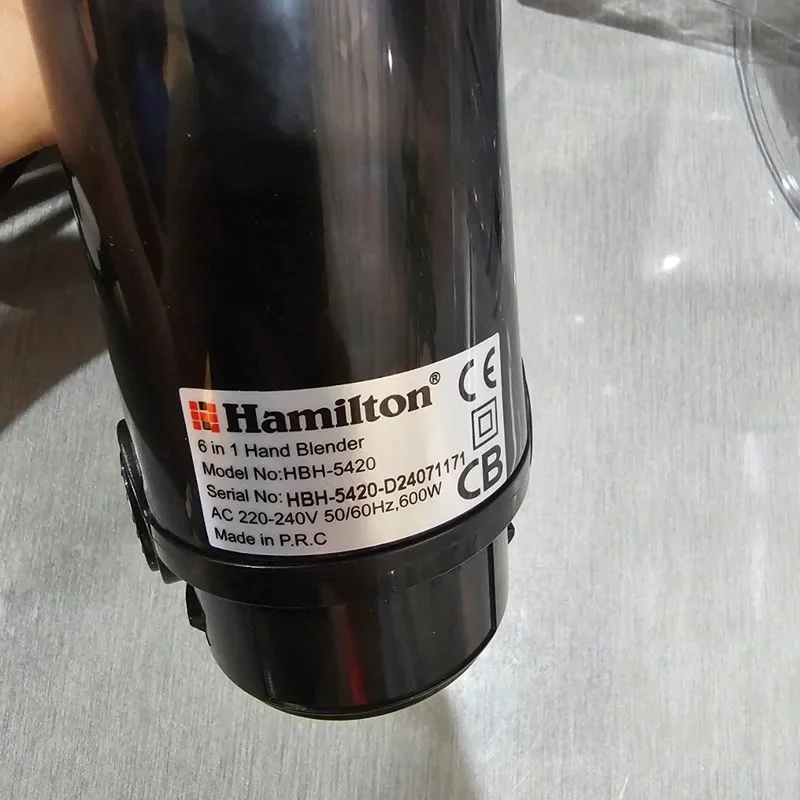 Hamilton®
CE
6 in 1 Hand Blender
Model No:HBH-5420
Serial No: HBH-5420-D24071171
CB
AC 220-240V 50/60Hz,600W
Made in P.R.C